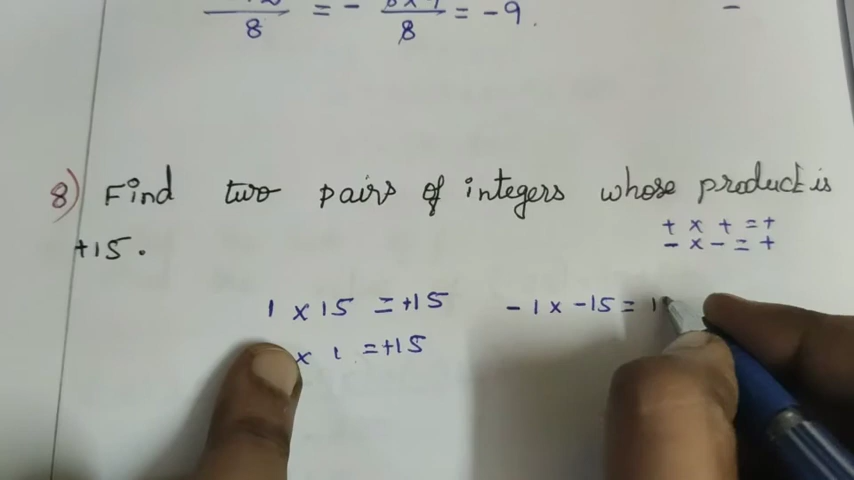 8 = - 8 = -9.
8) Find two pairs of integers whose product is
+ x + = +
- x - = +
+15.
1 x 15 = +15 -1 x -15 = 1
x 1 = +15